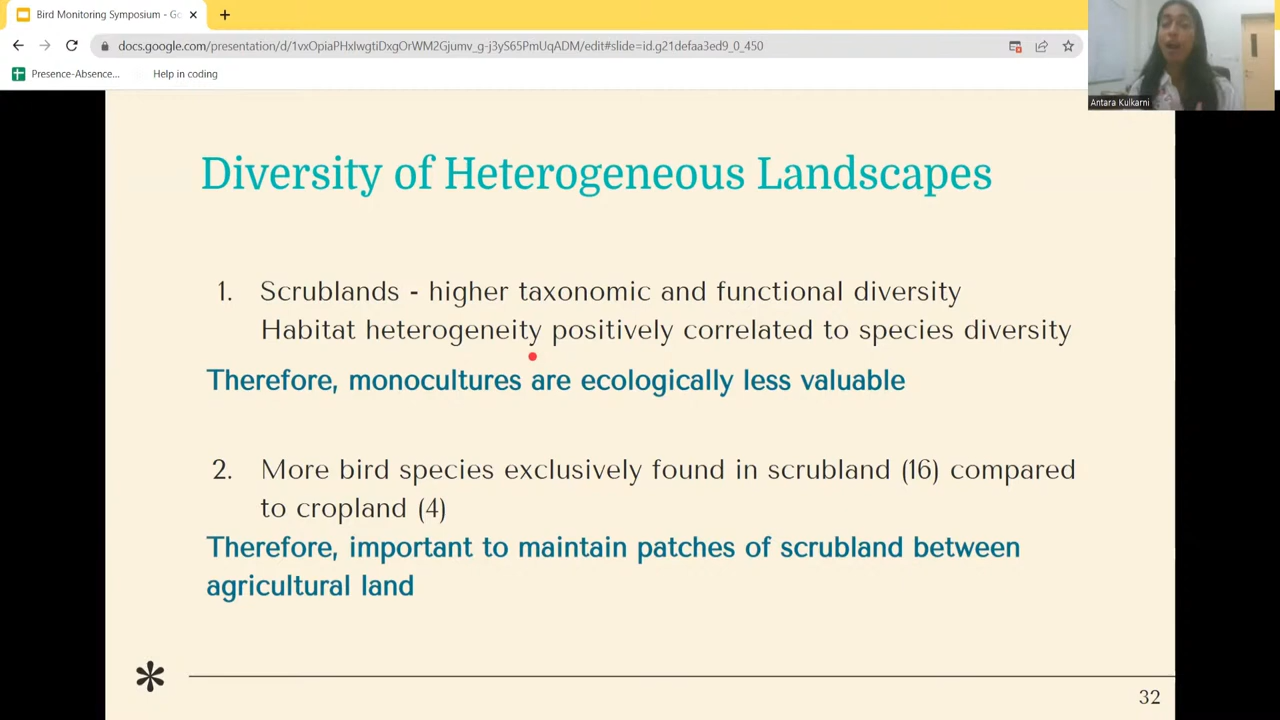 Bird Monitoring Symposium - Go
docs.google.com/presentation/d/1vxOpiaPHxIwgtiDxgOrWM2Gjumv_g-j3yS65PmUqADM/edit#slide=id.g21defaa3ed9_0_450
Presence-Absence... Help in coding
Antara Kulkarni
Diversity of Heterogeneous Landscapes
1. Scrublands - higher taxonomic and functional diversity
Habitat heterogeneity positively correlated to species diversity
Therefore, monocultures are ecologically less valuable
2. More bird species exclusively found in scrubland (16) compared
to cropland (4)
Therefore, important to maintain patches of scrubland between
agricultural land
32